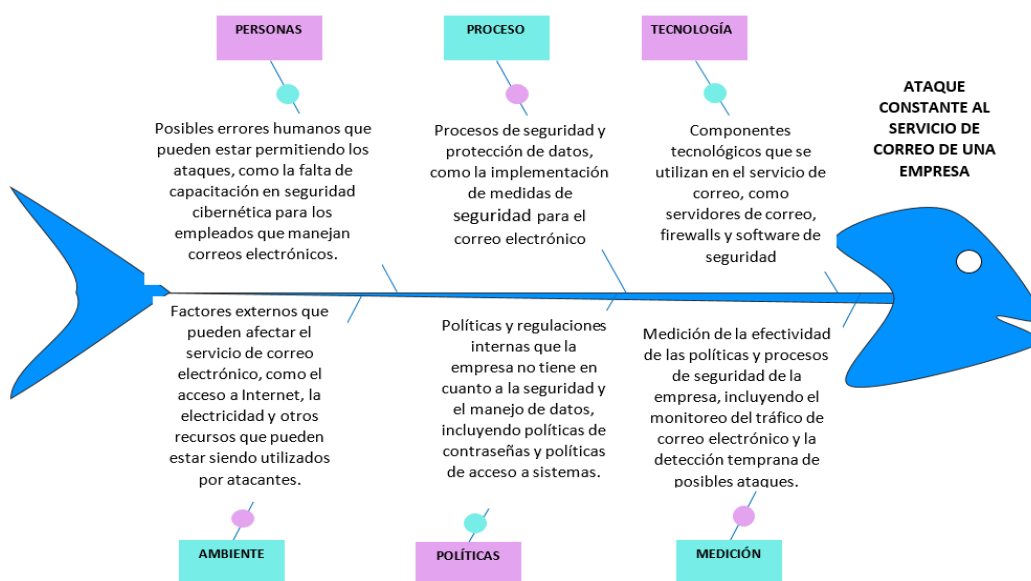 PERSONAS
Posibles errores humanos que
pueden estar permitiendo los
ataques, como la falta de
capacitación en seguridad
cibernética para los
empleados que manejan
correos electrónicos.
PROCESO
Procesos de seguridad y
protección de datos,
como la implementación
de medidas de
seguridad para el
correo electrónico
TECNOLOGÍA
Componentes
tecnológicos que se
utilizan en el servicio de
correo, como
servidores de correo,
firewalls y software de
seguridad
ATAQUE
CONSTANTE AL
SERVICIO DE
CORREO DE UNA
EMPRESA
Factores externos que
pueden afectar el
servicio de correo
electrónico, como el
acceso a Internet, la
electricidad y otros
recursos que pueden
estar siendo utilizados
por atacantes.
AMBIENTE
Políticas y regulaciones
internas que la
empresa no tiene en
cuanto a la seguridad y
el manejo de datos,
incluyendo políticas de
contraseñas y políticas
de acceso a sistemas.
POLÍTICAS
Medición de la efectividad
de las políticas y procesos
de seguridad de la
empresa, incluyendo el
monitoreo del tráfico de
correo electrónico y la
detección temprana de
posibles ataques.
MEDICIÓN